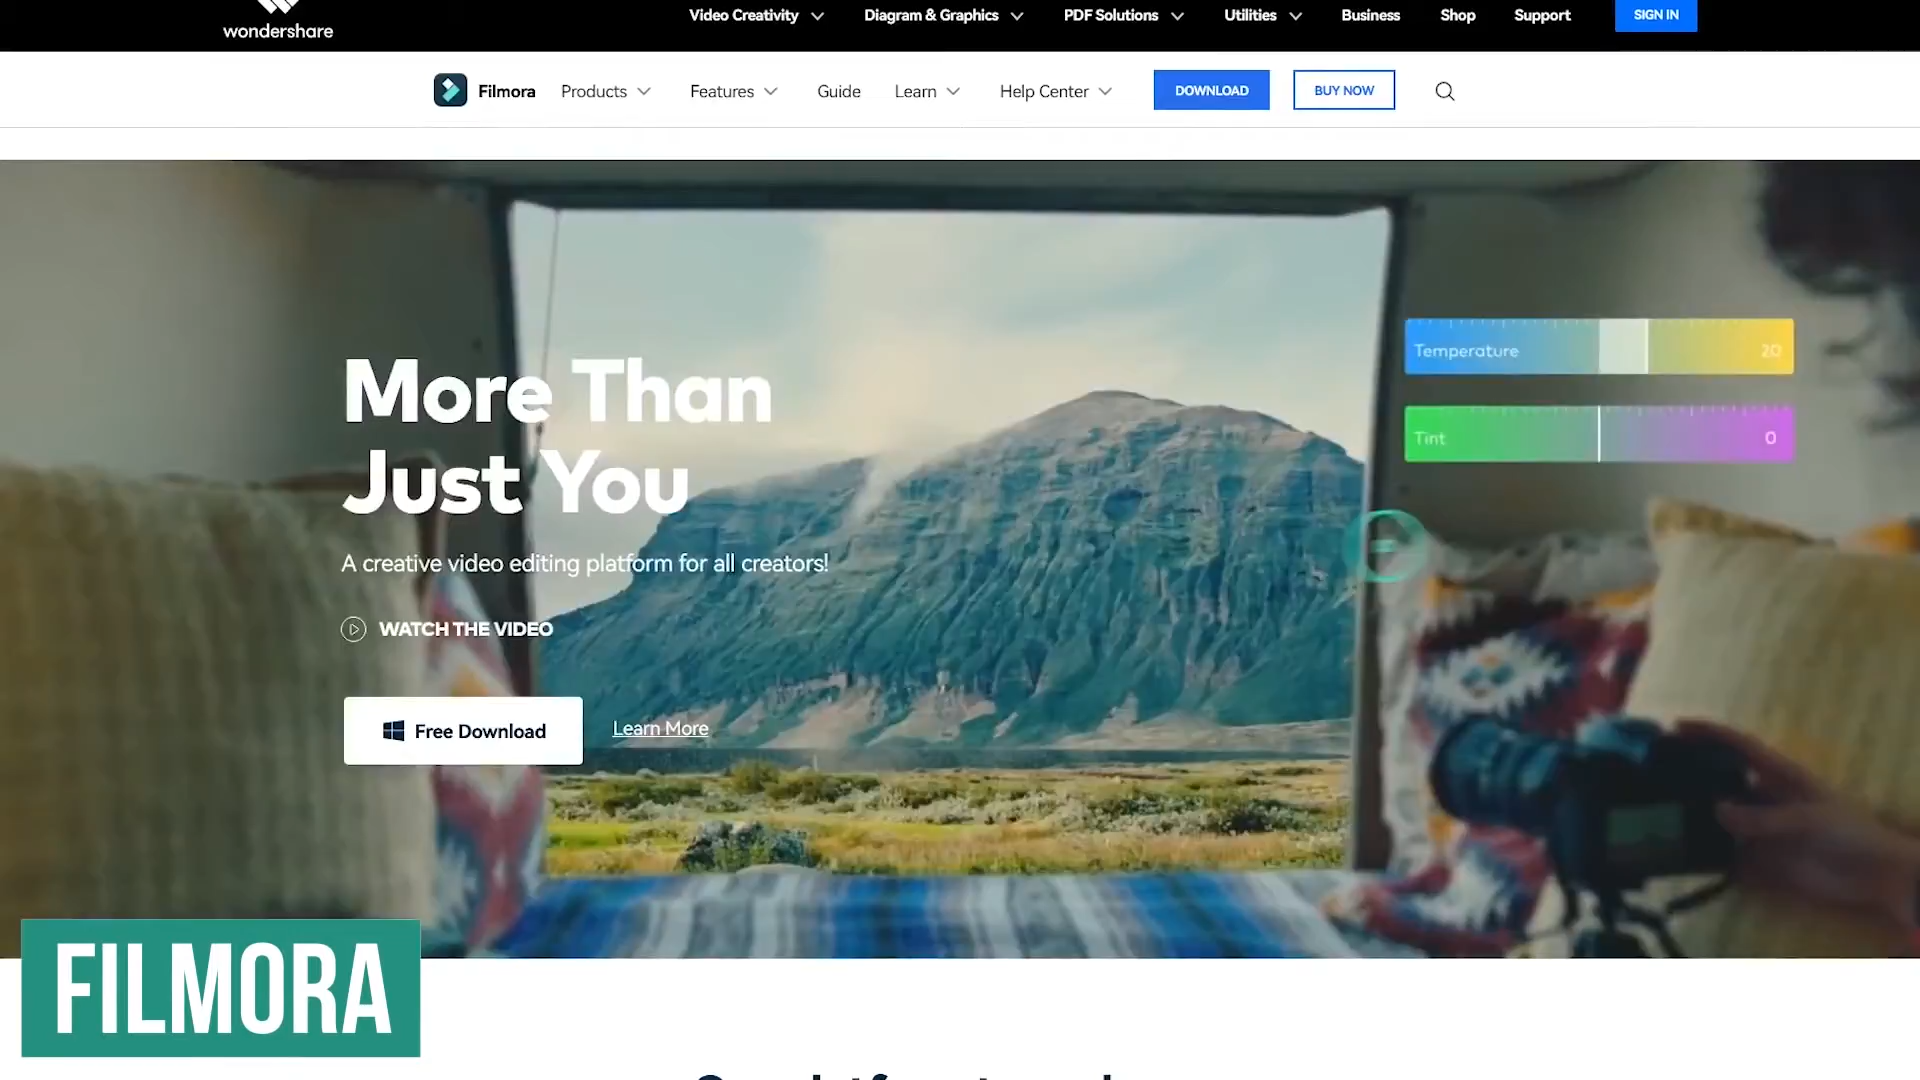 wondershare
Video Creativity
Diagram & Graphics
PDF Solutions
Utilities
Business
Shop
Support
SIGN IN
Filmora
Products
Features
Guide
Learn
Help Center
DOWNLOAD
BUY NOW
Temperature 20
Tint 0
More Than
Just You
A creative video editing platform for all creators!
WATCH THE VIDEO
Free Download
Learn More
FILMORA